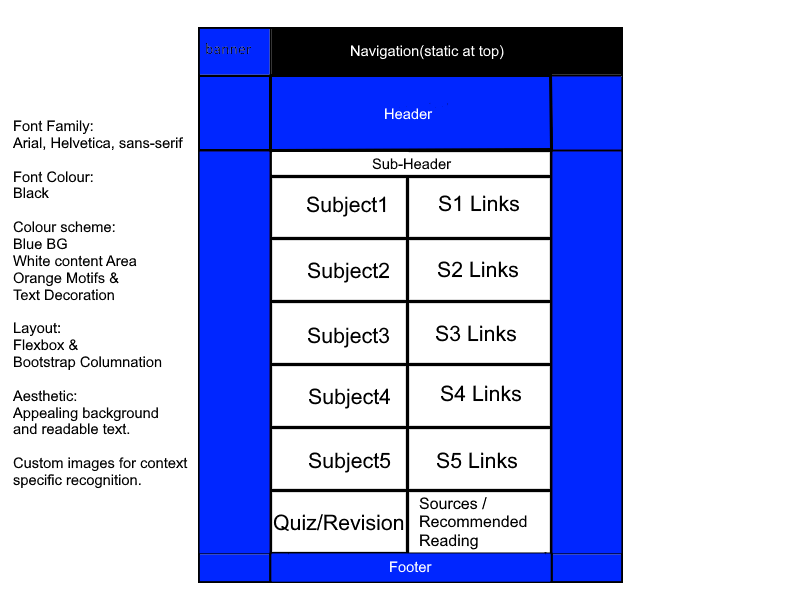 banner
Navigation(static at top)
Header
Font Family:
Arial, Helvetica, sans-serif
Font Colour:
Black
Colour scheme:
Blue BG
White content Area
Orange Motifs &
Text Decoration
Layout:
Flexbox &
Bootstrap Columnation
Aesthetic:
Appealing background
and readable text.
Custom images for context
specific recognition.
Sub-Header
Subject1
S1 Links
Subject2
S2 Links
Subject3
S3 Links
Subject4
S4 Links
Subject5
S5 Links
Quiz/Revision
Sources /
Recommended
Reading
Footer